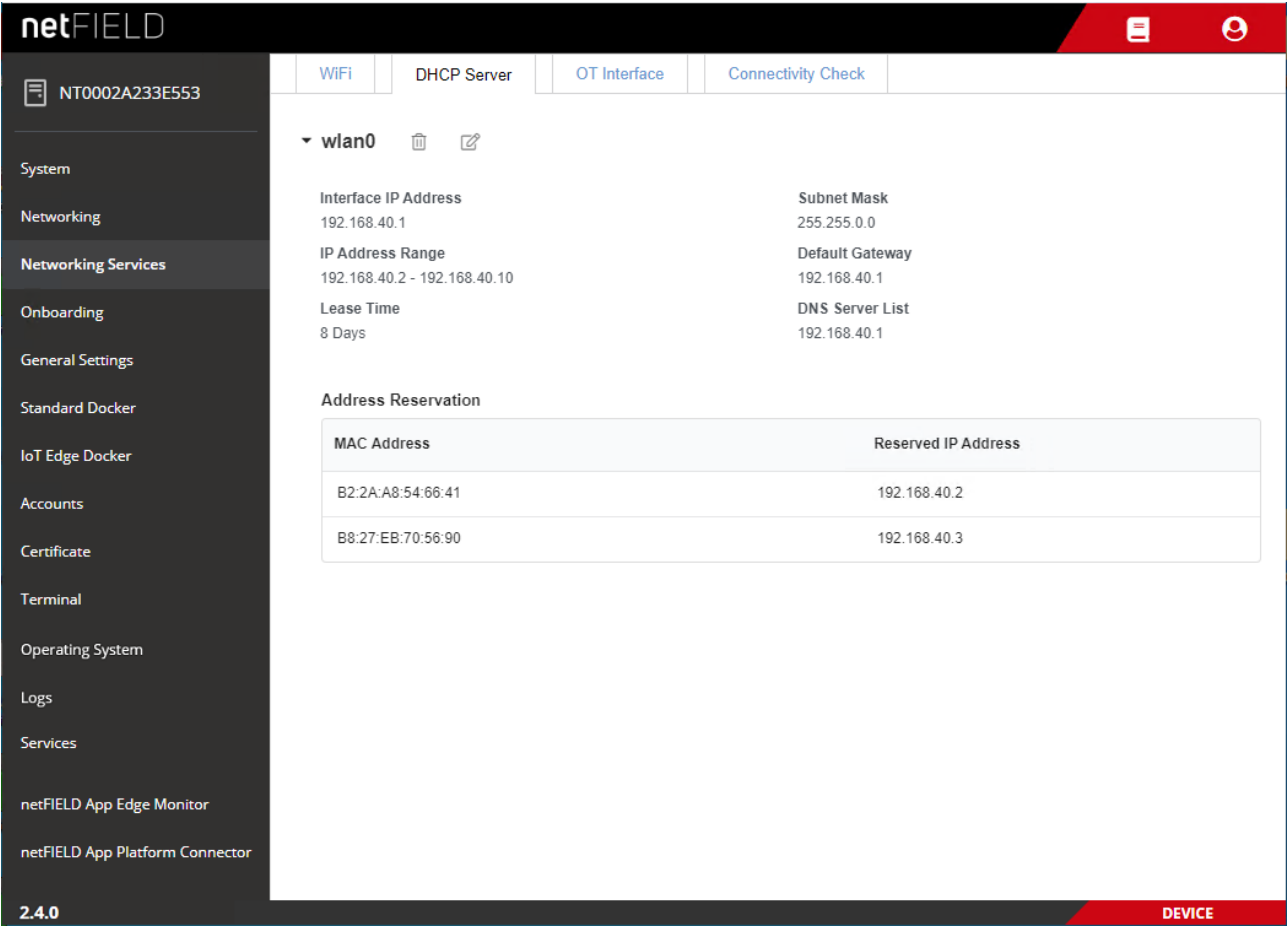 netFIELD
NT0002A233E553
System
Networking
Networking Services
Onboarding
General Settings
Standard Docker
IoT Edge Docker
Accounts
Certificate
Terminal
Operating System
Logs
Services
netFIELD App Edge Monitor
netFIELD App Platform Connector
2.4.0
WiFi
DHCP Server
OT Interface
Connectivity Check
wlan0
Interface IP Address
192.168.40.1
Subnet Mask
255.255.0.0
IP Address Range
192.168.40.2 - 192.168.40.10
Default Gateway
192.168.40.1
Lease Time
8 Days
DNS Server List
192.168.40.1
Address Reservation
MAC Address Reserved IP Address
B2:2A:A8:54:66:41 192.168.40.2
B8:27:EB:70:56:90 192.168.40.3
DEVICE